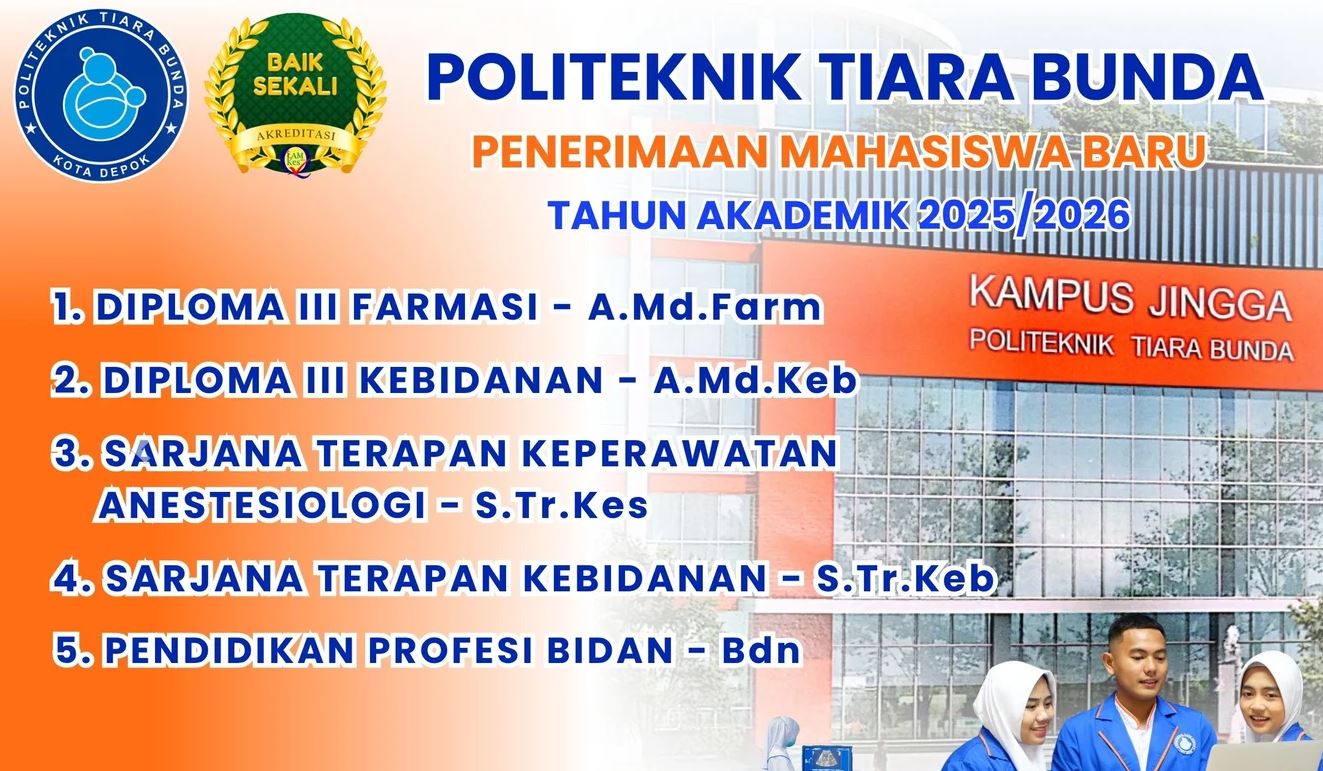 POLITEKNIK TIARA BUNDA
KOTA DEPOK
BAIK
SEKALI
AKREDITASI
LAM
PTKes
POLITEKNIK TIARA BUNDA
PENERIMAAN MAHASISWA BARU
TAHUN AKADEMIK 2025/2026
KAMPUS JINGGA
POLITEKNIK TIARA BUNDA
1. DIPLOMA III FARMASI - A.Md.Farm
2. DIPLOMA III KEBIDANAN - A.Md.Keb
3. SARJANA TERAPAN KEPERAWATAN
ANESTESIOLOGI - S.Tr.Kes
4. SARJANA TERAPAN KEBIDANAN - S.Tr.Keb
5. PENDIDIKAN PROFESI BIDAN - Bdn